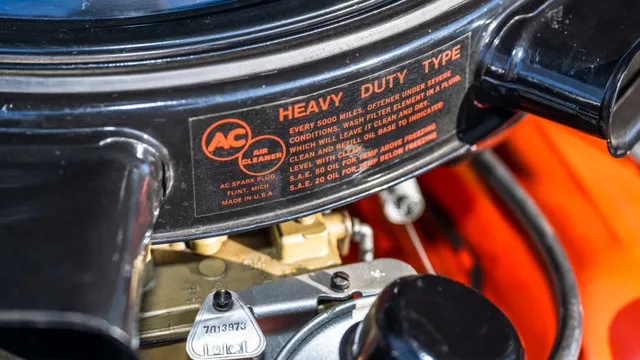 HEAVY DUTY TYPE
EVERY 5000 MILES, OFTENER UNDER SEVERE
CONDITIONS, WASH FILTER ELEMENT IN A FLUID,
WHICH WILL LEAVE IT CLEAN AND DRY.
CLEAN AND REFILL OIL BASE TO INDICATED
LEVEL WITH CLEAN
S.A.E. 50 OIL FOR TEMP ABOVE FREEZING
S.A.E. 20 OIL FOR TEMP BELOW FREEZING
AC
AIR
CLEANER
AC SPARK PLUG
FLINT, MICH
MADE IN U.S.A
7013973